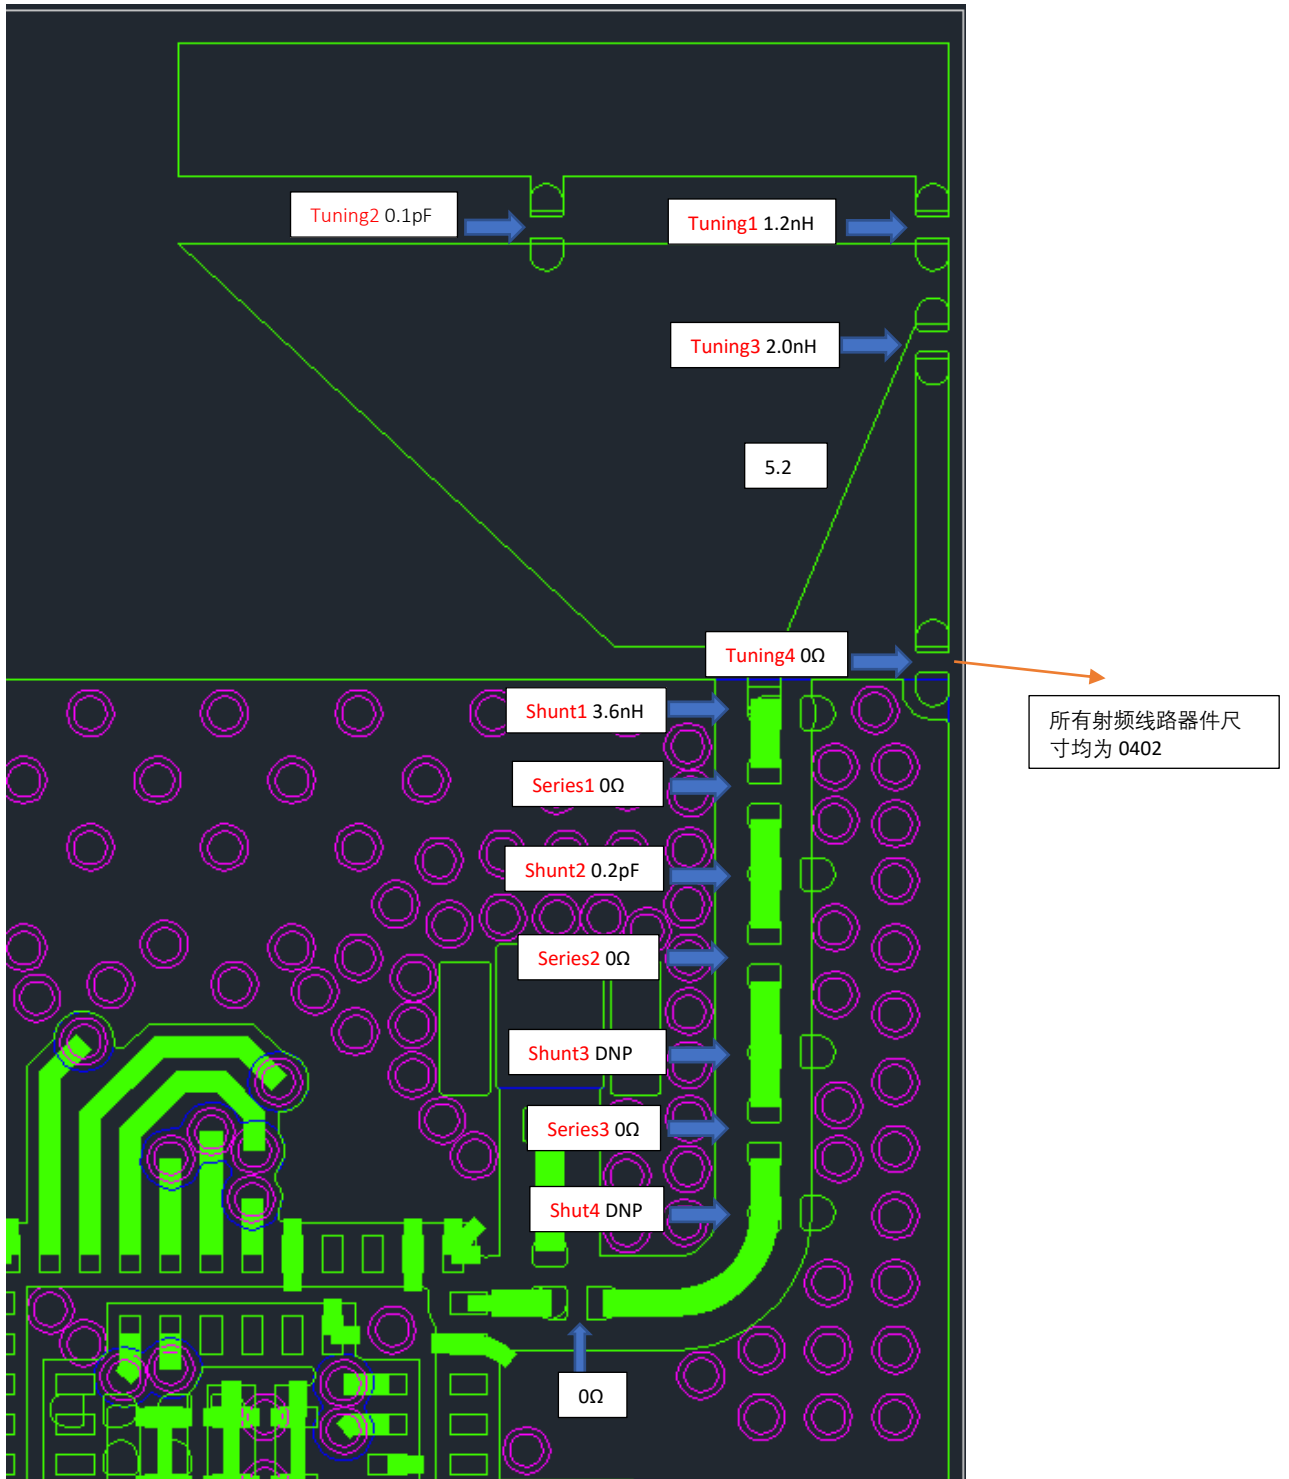 Tuning2 0.1pF
Tuning1 1.2nH
Tuning3 2.0nH
5.2
Tuning4 0Ω
Shunt1 3.6nH
所有射频线路器件尺
寸均为 0402
Series1 0Ω
Shunt2 0.2pF
Series2 0Ω
Shunt3 DNP
Series3 0Ω
Shut4 DNP
0Ω